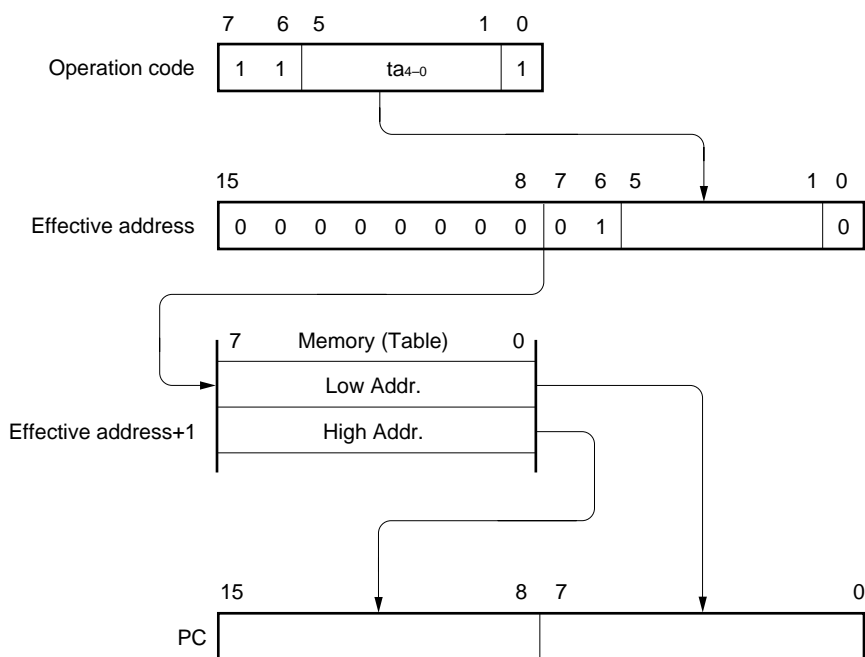 7 6 5 1 0
Operation code 1 1 ta4–0 1
15 8 7 6 5 1 0
Effective address 0 0 0 0 0 0 0 0 0 1 0
7 Memory (Table) 0
Low Addr.
Effective address+1 High Addr.
15 8 7 0
PC